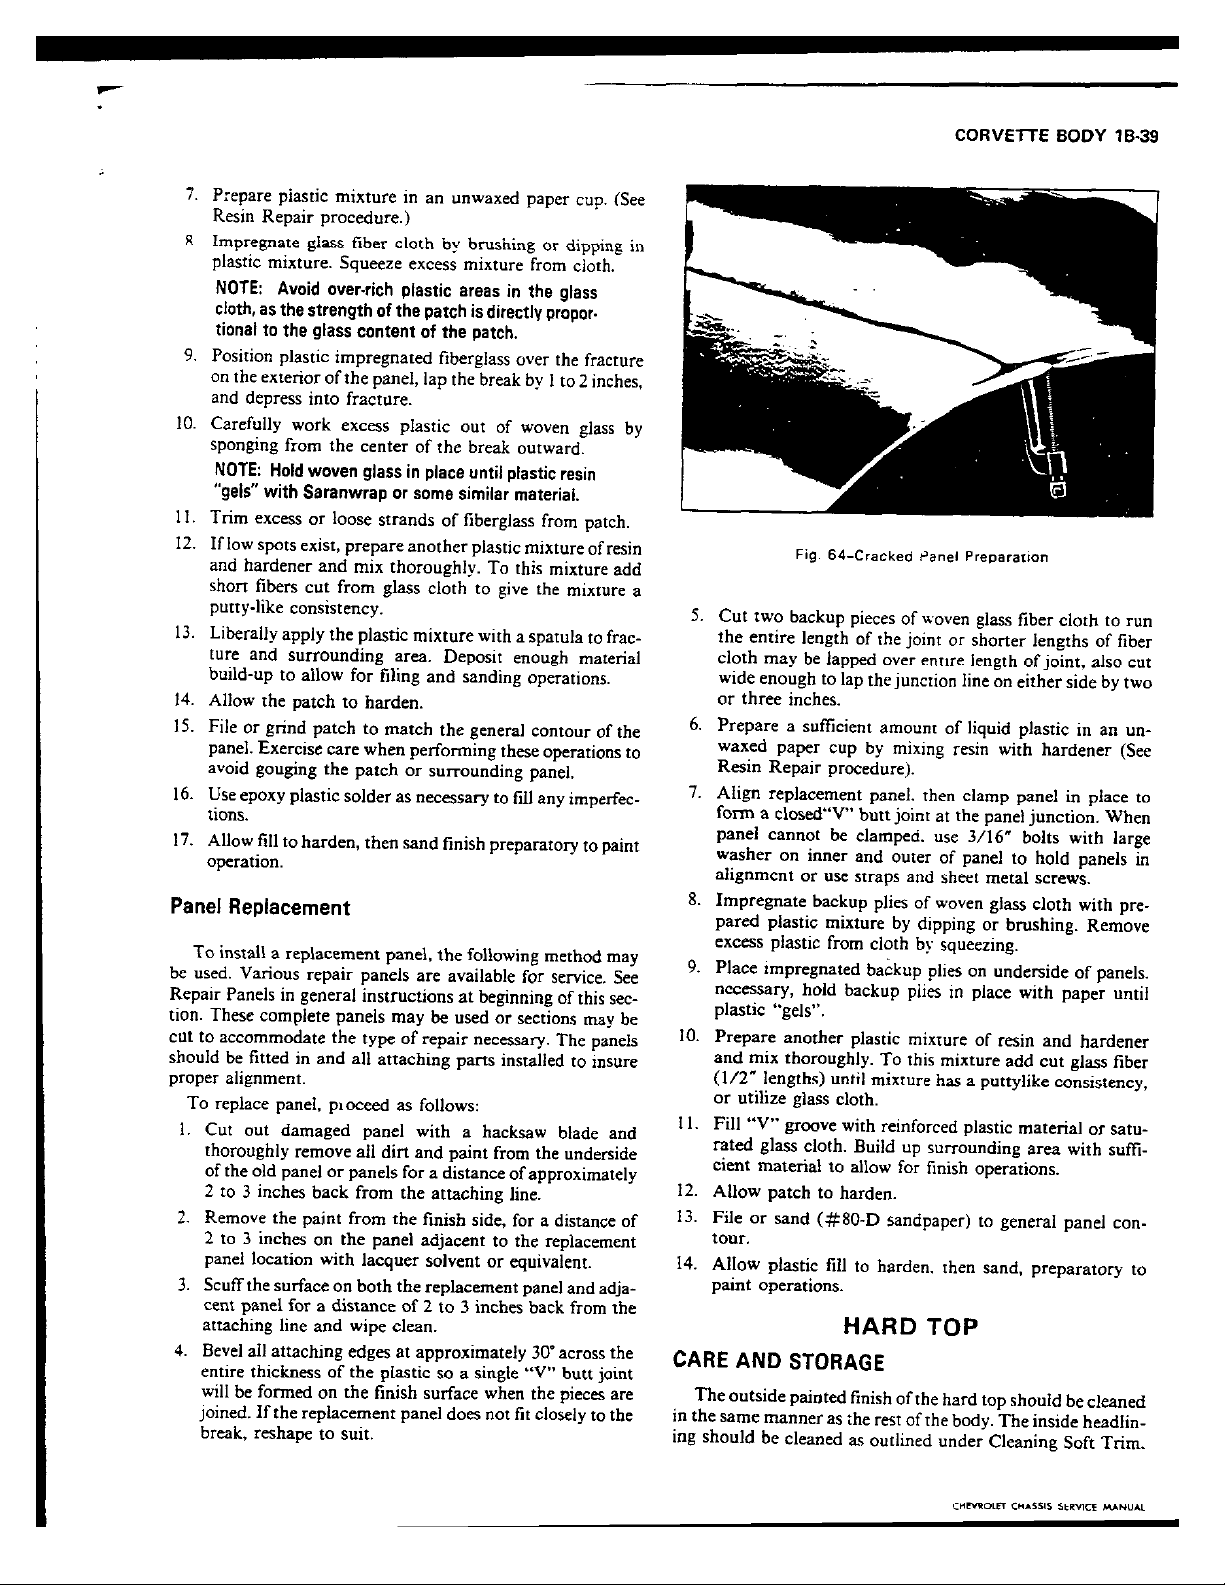 CORVETTE BODY 1B-39
7. Prepare plastic mixture in an unwaxed paper cup. (See
Resin Repair procedure.)
8 Impregnate glass fiber cloth by brushing or dipping in
plastic mixture. Squeeze excess mixture from cloth.
NOTE: Avoid over-rich plastic areas in the glass
cloth, as the strength of the patch is directly propor-
tional to the glass content of the patch.
9. Position plastic impregnated fiberglass over the fracture
on the exterior of the panel, lap the break by 1 to 2 inches,
and depress into fracture.
10. Carefully work excess plastic out of woven glass by
sponging from the center of the break outward.
NOTE: Hold woven glass in place until plastic resin
"gels" with Saranwrap or some similar material.
11. Trim excess or loose strands of fiberglass from patch.
12. If low spots exist, prepare another plastic mixture of resin
and hardener and mix thoroughly. To this mixture add
short fibers cut from glass cloth to give the mixture a
putty-like consistency.
13. Liberally apply the plastic mixture with a spatula to frac-
ture and surrounding area. Deposit enough material
build-up to allow for filing and sanding operations.
14. Allow the patch to harden.
15. File or grind patch to match the general contour of the
panel. Exercise care when performing these operations to
avoid gouging the patch or surrounding panel.
16. Use epoxy plastic solder as necessary to fill any imperfec-
tions.
17. Allow fill to harden, then sand finish preparatory to paint
operation.
Panel Replacement
To install a replacement panel, the following method may
be used. Various repair panels are available for service. See
Repair Panels in general instructions at beginning of this sec-
tion. These complete panels may be used or sections may be
cut to accommodate the type of repair necessary. The panels
should be fitted in and all attaching parts installed to insure
proper alignment.
To replace panel, proceed as follows:
1. Cut out damaged panel with a hacksaw blade and
thoroughly remove all dirt and paint from the underside
of the old panel or panels for a distance of approximately
2 to 3 inches back from the attaching line.
2. Remove the paint from the finish side, for a distance of
2 to 3 inches on the panel adjacent to the replacement
panel location with lacquer solvent or equivalent.
3. Scuff the surface on both the replacement panel and adja-
cent panel for a distance of 2 to 3 inches back from the
attaching line and wipe clean.
4. Bevel all attaching edges at approximately 30° across the
entire thickness of the plastic so a single "V" butt joint
will be formed on the finish surface when the pieces are
joined. If the replacement panel does not fit closely to the
break, reshape to suit.
Fig. 64-Cracked Panel Preparation
5. Cut two backup pieces of woven glass fiber cloth to run
the entire length of the joint or shorter lengths of fiber
cloth may be lapped over entire length of joint, also cut
wide enough to lap the junction line on either side by two
or three inches.
6. Prepare a sufficient amount of liquid plastic in an un-
waxed paper cup by mixing resin with hardener (See
Resin Repair procedure).
7. Align replacement panel. then clamp panel in place to
form a closed"V" butt joint at the panel junction. When
panel cannot be clamped. use 3/16" bolts with large
washer on inner and outer of panel to hold panels in
alignment or use straps and sheet metal screws.
8. Impregnate backup plies of woven glass cloth with pre-
pared plastic mixture by dipping or brushing. Remove
excess plastic from cloth by squeezing.
9. Place impregnated backup plies on underside of panels.
necessary, hold backup plies in place with paper until
plastic "gels".
10. Prepare another plastic mixture of resin and hardener
and mix thoroughly. To this mixture add cut glass fiber
(1/2" lengths) until mixture has a puttylike consistency,
or utilize glass cloth.
11. Fill "V" groove with reinforced plastic material or satu-
rated glass cloth. Build up surrounding area with suffi-
cient material to allow for finish operations.
12. Allow patch to harden.
13. File or sand (#80-D sandpaper) to general panel con-
tour.
14. Allow plastic fill to harden. then sand, preparatory to
paint operations.
HARD TOP
CARE AND STORAGE
The outside painted finish of the hard top should be cleaned
in the same manner as the rest of the body. The inside headlin-
ing should be cleaned as outlined under Cleaning Soft Trim.
CHEVROLET CHASSIS SERVICE MANUAL